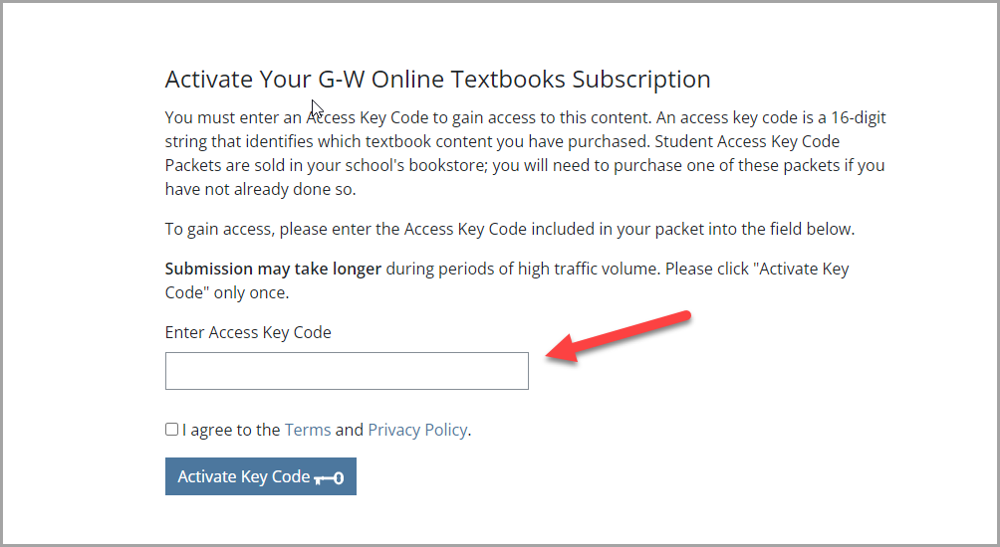 Activate Your G-W Online Textbooks Subscription
You must enter an Access Key Code to gain access to this content. An access key code is a 16-digit
string that identifies which textbook content you have purchased. Student Access Key Code
Packets are sold in your school's bookstore; you will need to purchase one of these packets if you
have not already done so.
To gain access, please enter the Access Key Code included in your packet into the field below.
Submission may take longer during periods of high traffic volume. Please click "Activate Key
Code" only once.
Enter Access Key Code
I agree to the Terms and Privacy Policy.
Activate Key Code